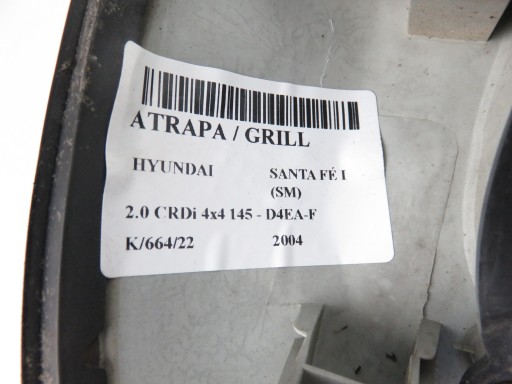 ATRAPA / GRILL
HYUNDAI SANTA FÉ I
(SM)
2.0 CRDi 4x4 145 - D4EA-F
K/664/22 2004